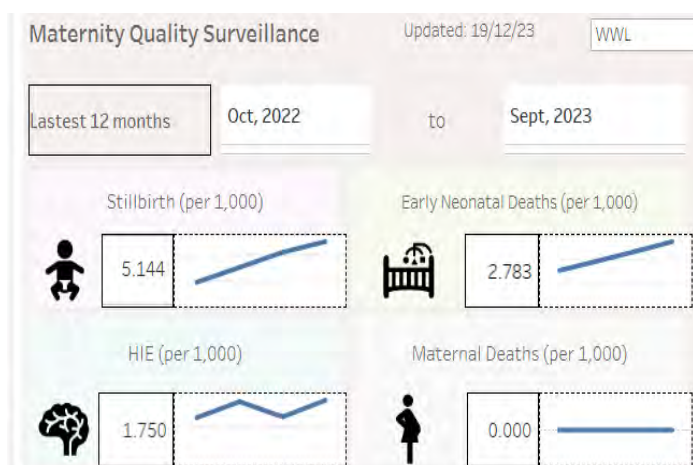 Maternity Quality Surveillance Updated: 19/12/23 WWL
Lastest 12 months Oct, 2022 to Sept, 2023
Stillbirth (per 1,000) Early Neonatal Deaths (per 1,000)
5.144 2.783
HIE (per 1,000) Maternal Deaths (per 1,000)
1.750 0.000